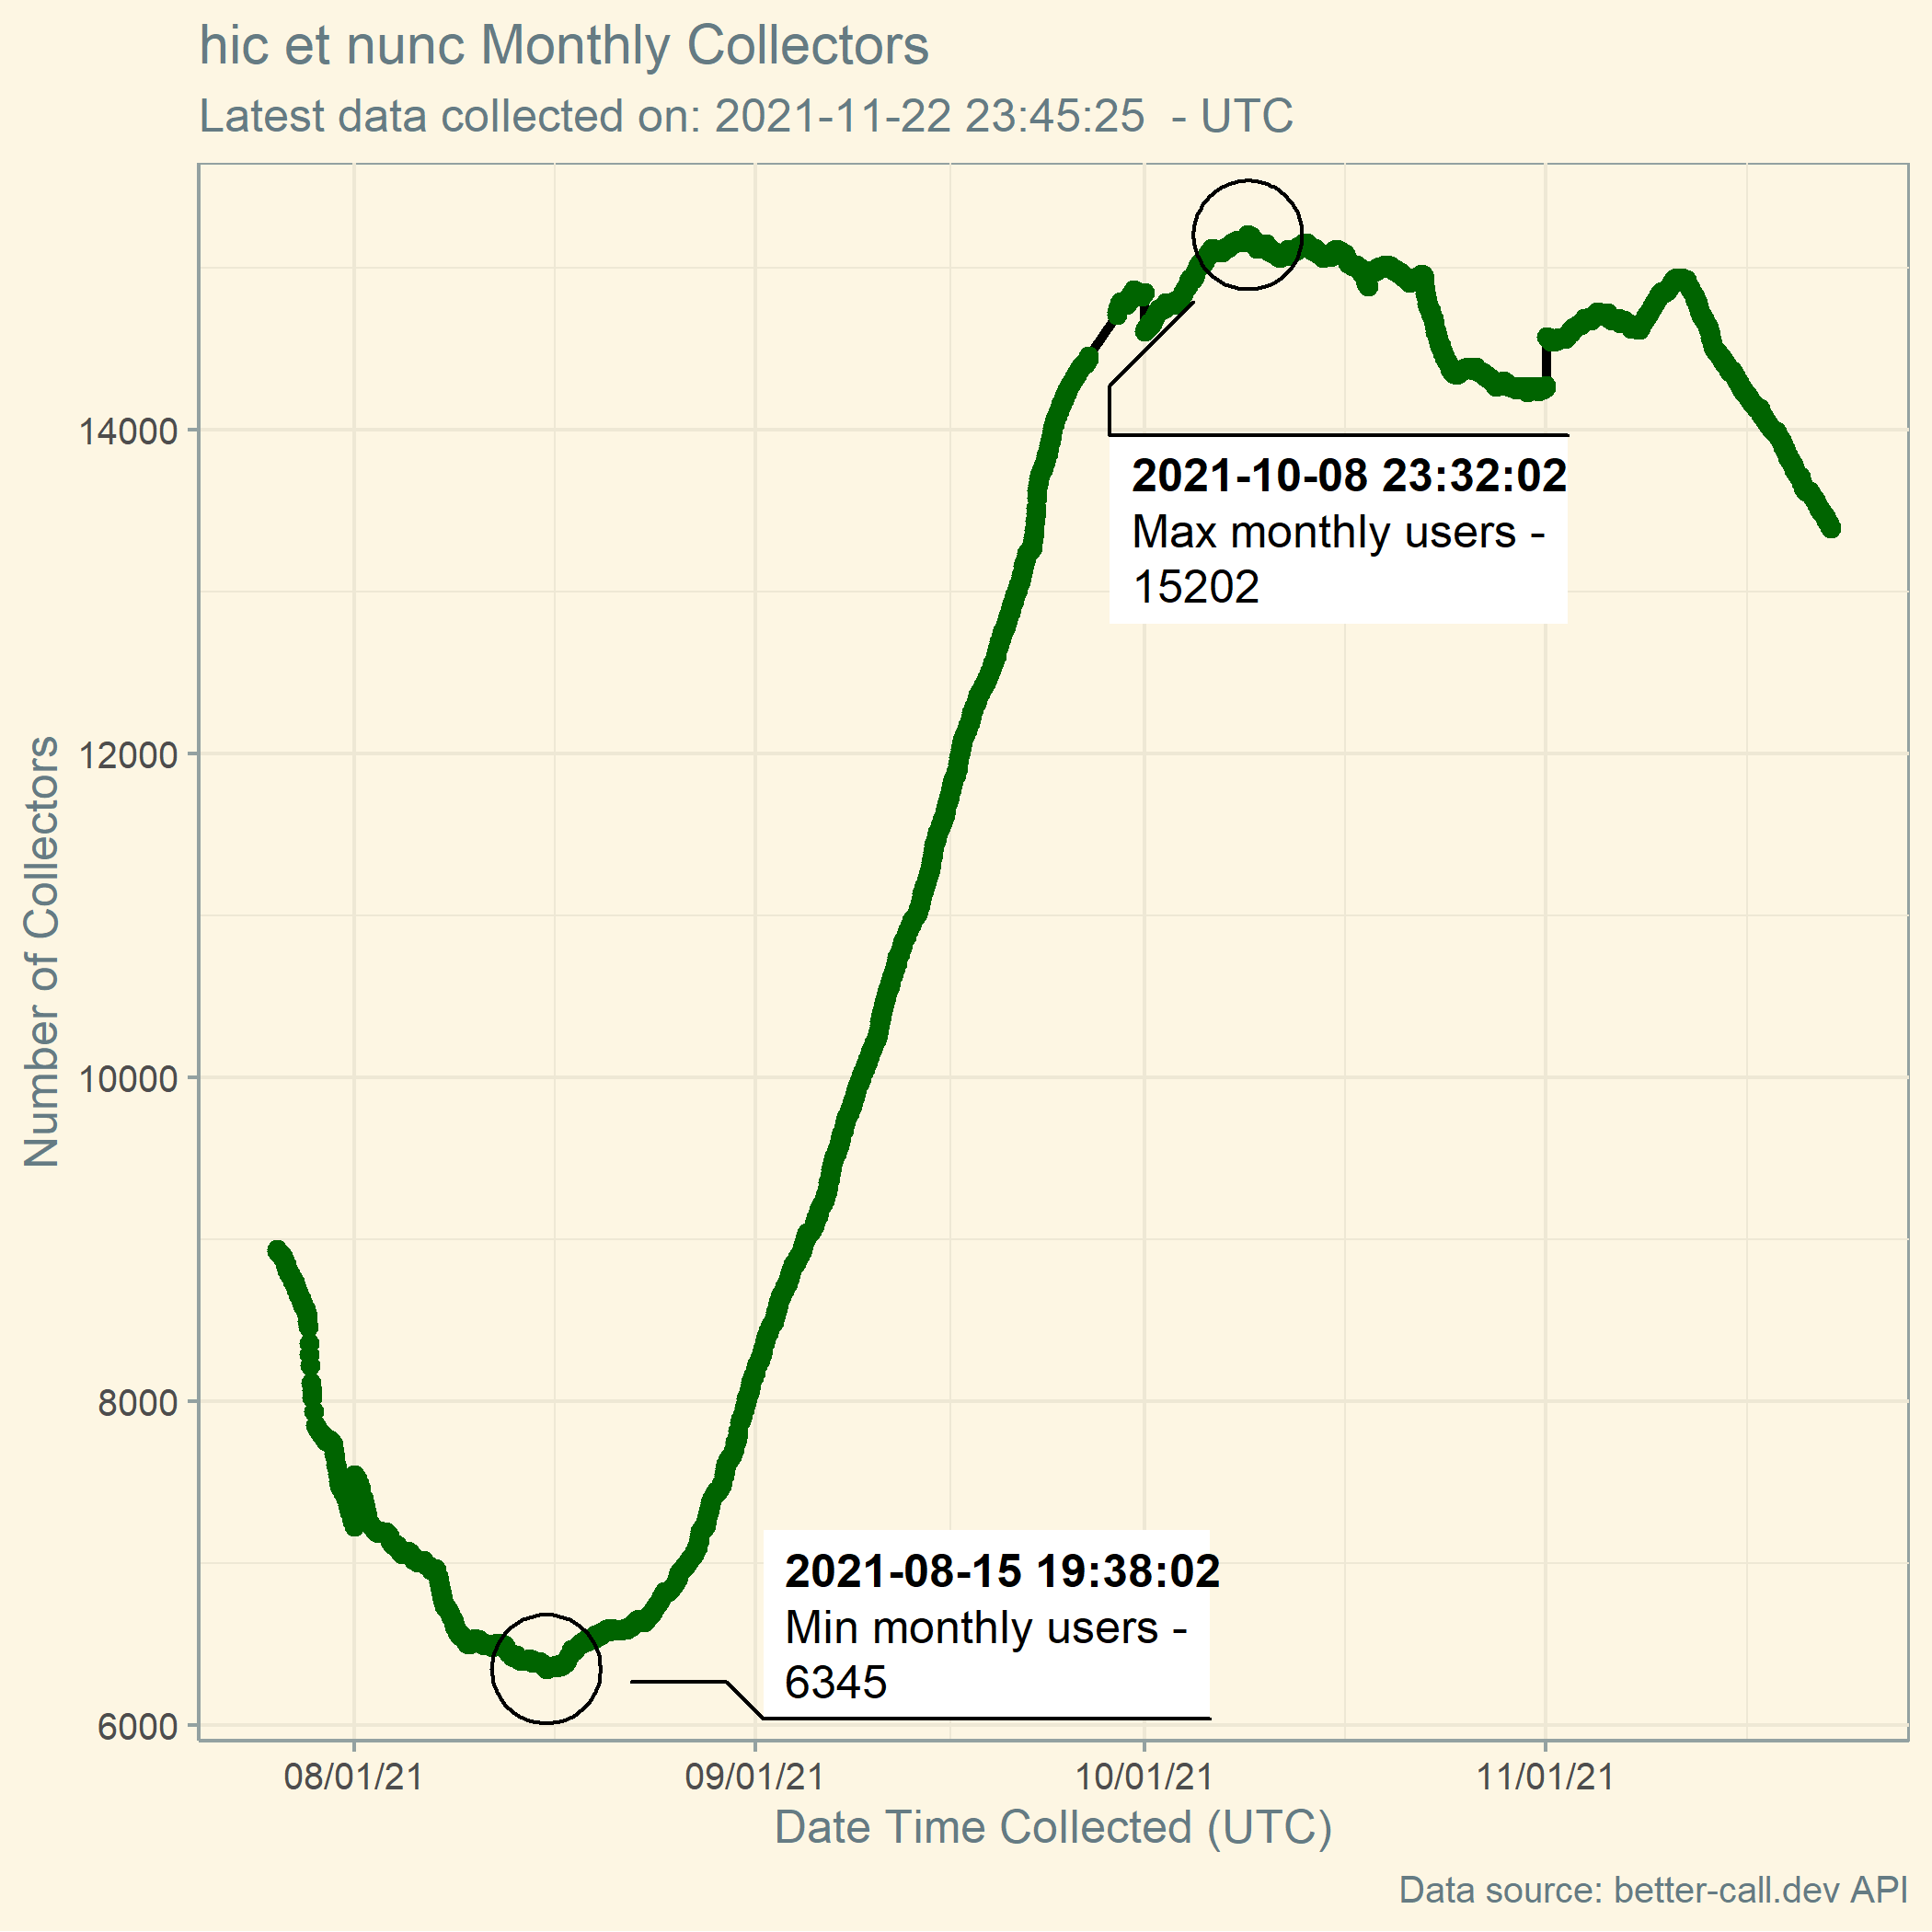 hic et nunc Monthly Collectors
Latest data collected on: 2021-11-22 23:45:25  - UTC
Number of Collectors
14000
12000
10000
8000
6000
2021-10-08 23:32:02
Max monthly users -
15202
2021-08-15 19:38:02
Min monthly users -
6345
08/01/21
09/01/21
10/01/21
11/01/21
Date Time Collected (UTC)
Data source: better-call.dev API